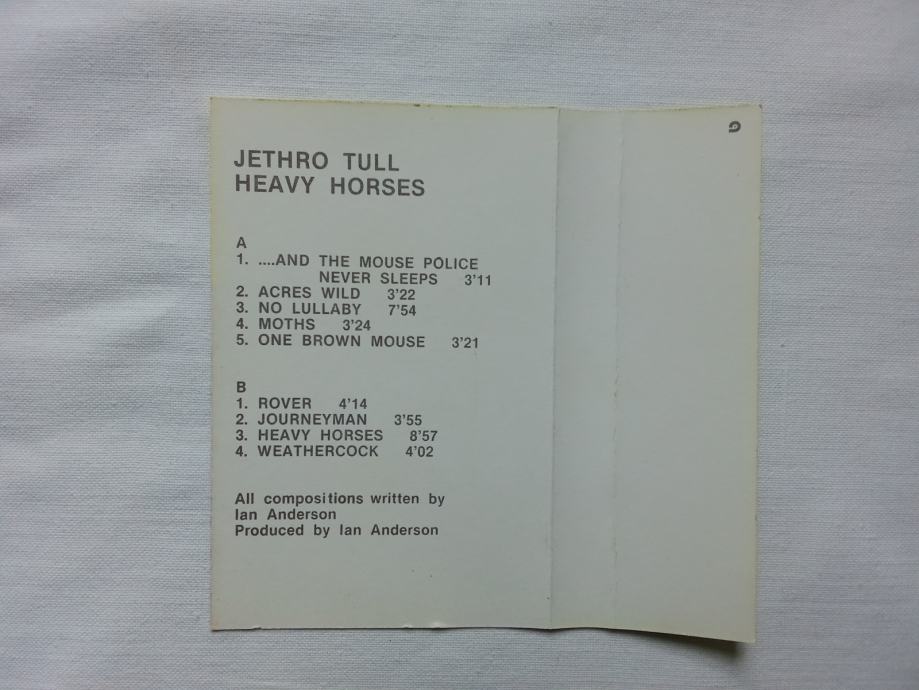 JETHRO TULL
HEAVY HORSES
A
1. ....AND THE MOUSE POLICE
NEVER SLEEPS 3'11
2. ACRES WILD 3'22
3. NO LULLABY 7'54
4. MOTHS 3'24
5. ONE BROWN MOUSE 3'21
B
1. ROVER 4'14
2. JOURNEYMAN 3'55
3. HEAVY HORSES 8'57
4. WEATHERCOCK 4'02
All compositions written by
Ian Anderson
Produced by Ian Anderson